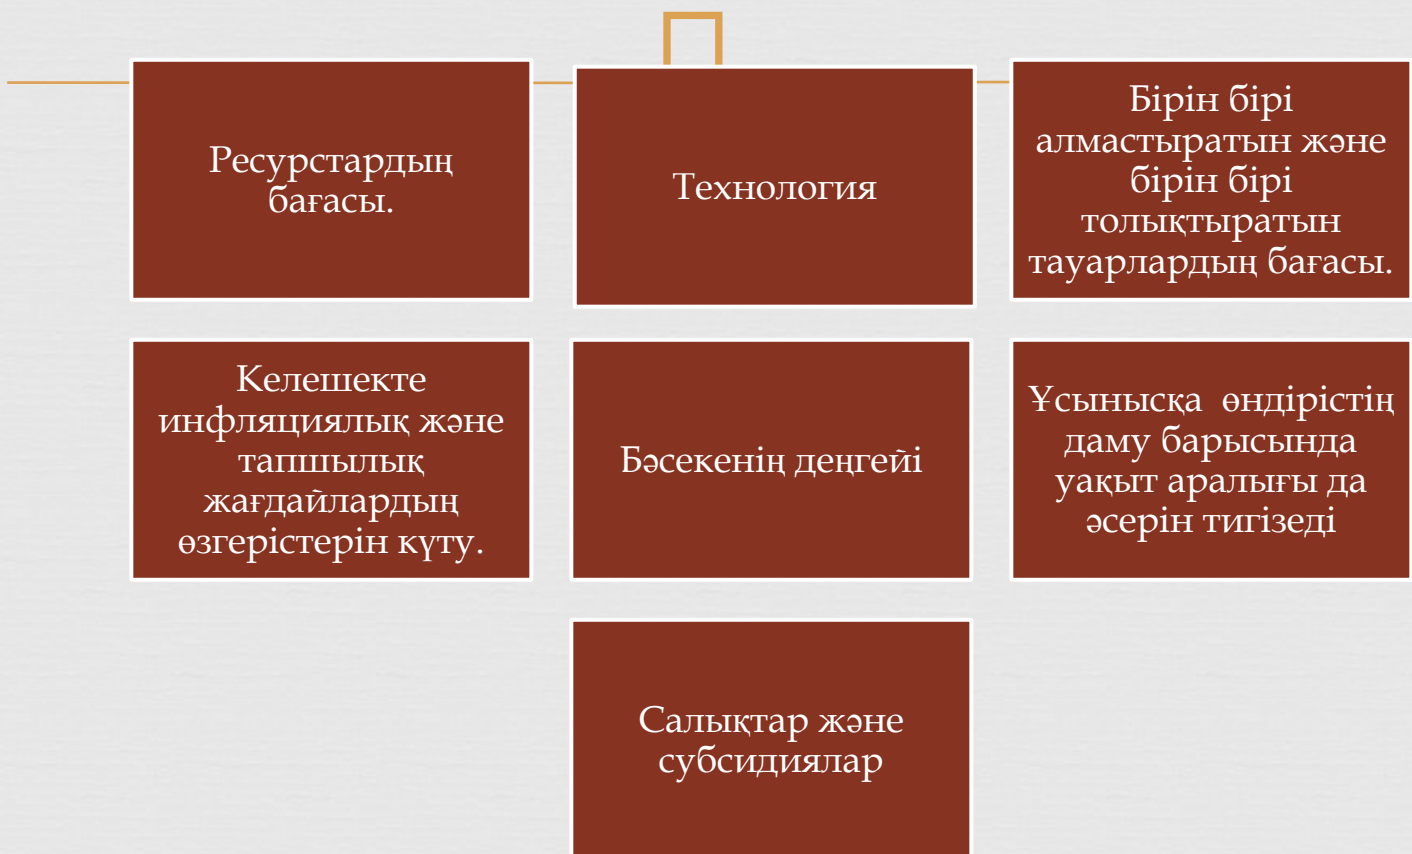 Ресурстардың
бағасы.
Технология
Бірін бірі
алмастыратын және
бірін бірі
толықтыратын
тауарлардың бағасы.
Келешекте
инфляциялық және
тапшылық
жағдайлардың
өзгерістерін күту.
Бәсекенің деңгейі
Ұсынысқа өндірістің
даму барысында
уақыт аралығы да
әсерін тигізеді
Салықтар және
субсидиялар